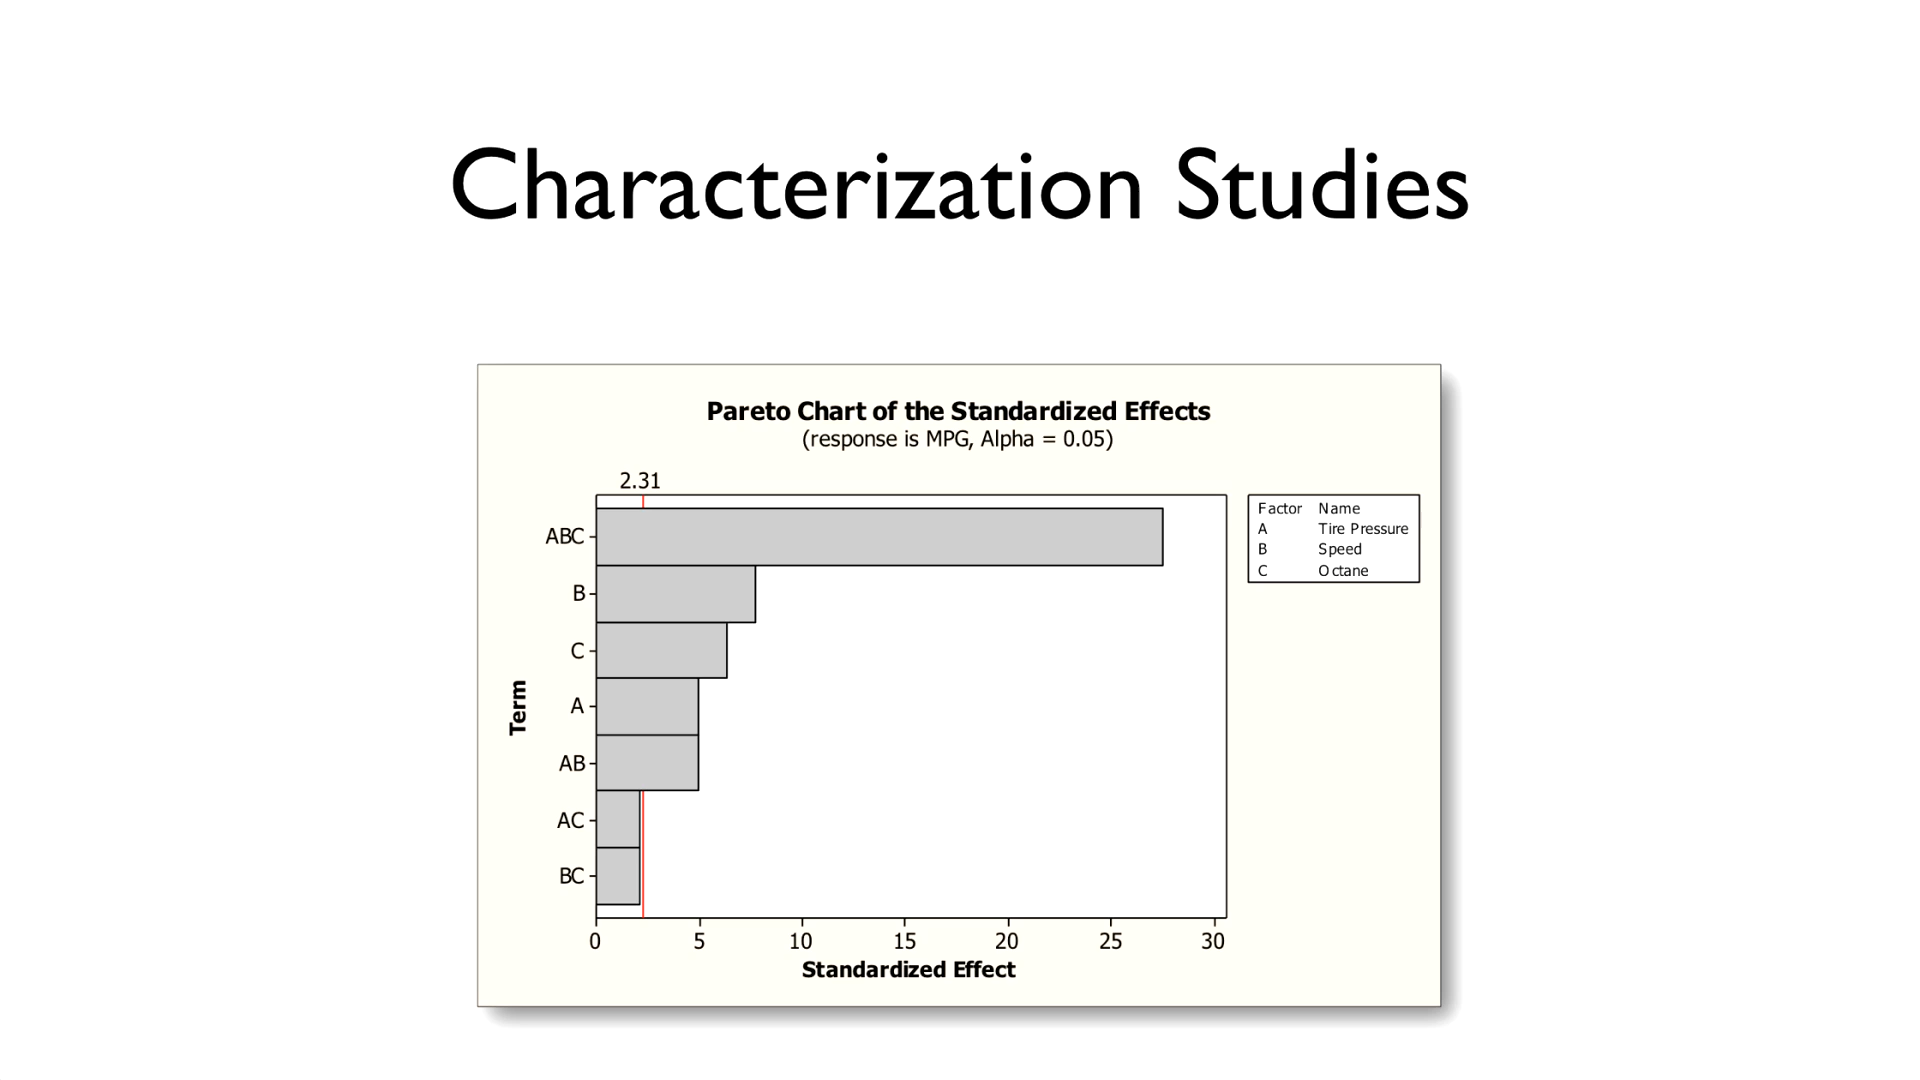 Characterization Studies
Pareto Chart of the Standardized Effects
(response is MPG, Alpha = 0.05)
2.31
Factor Name
A Tire Pressure
B Speed
C Octane
Term
ABC
B
C
A
AB
AC
BC
0 5 10 15 20 25 30
Standardized Effect